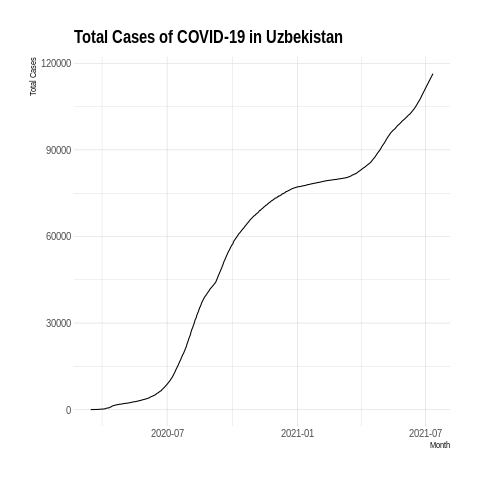 Total Cases of COVID-19 in Uzbekistan
Total Cases
120000
90000
60000
30000
0
2020-07 2021-01 2021-07
Month